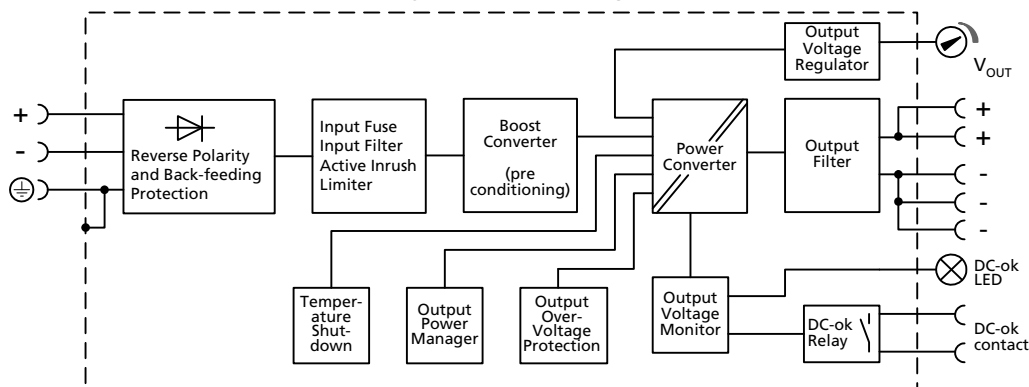 Output
Voltage
Regulator
V_OUT
+
-
Reverse Polarity
and Back-feeding
Protection
Input Fuse
Input Filter
Active Inrush
Limiter
Boost
Converter
(pre
conditioning)
Power
Converter
Output
Filter
+
+
-
-
-
Temper-
ature
Shut-
down
Output
Power
Manager
Output
Over-
Voltage
Protection
Output
Voltage
Monitor
DC-ok
LED
DC-ok
Relay
DC-ok
contact